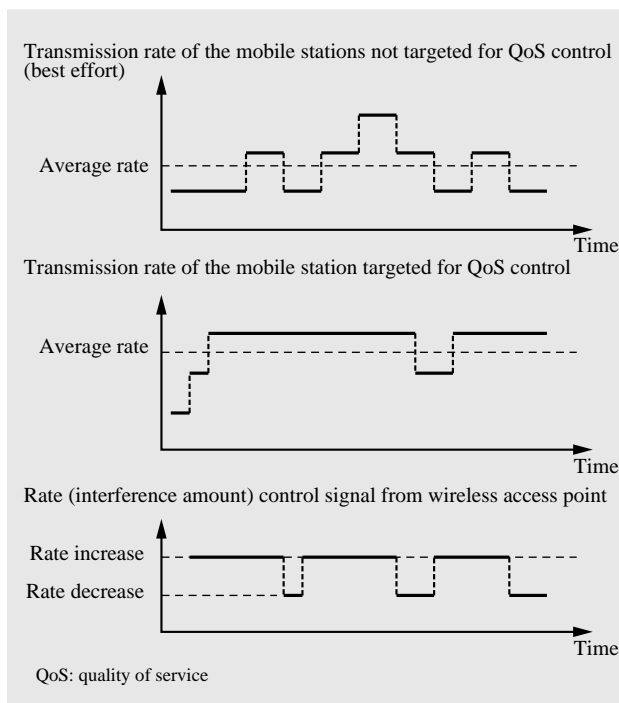 Transmission rate of the mobile stations not targeted for QoS control
(best effort)
Average rate
Time
Transmission rate of the mobile station targeted for QoS control
Average rate
Time
Rate (interference amount) control signal from wireless access point
Rate increase
Rate decrease
Time
QoS: quality of service